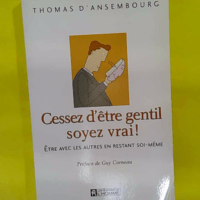 THOMAS D'ANSEMBOURG
Cessez d'être gentil
soyez vrai!
ÊTRE AVEC LES AUTRES EN RESTANT SOI-MÊME
Préface de Guy Corneau
L'HOMME